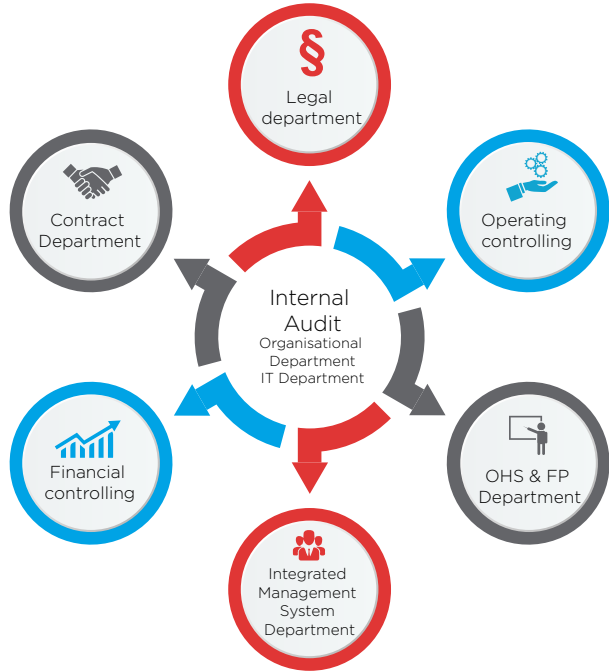 §
Legal
department
Contract
Department
Operating
controlling
Internal
Audit
Organisational
Department
IT Department
Financial
controlling
OHS & FP
Department
Integrated
Management
System
Department